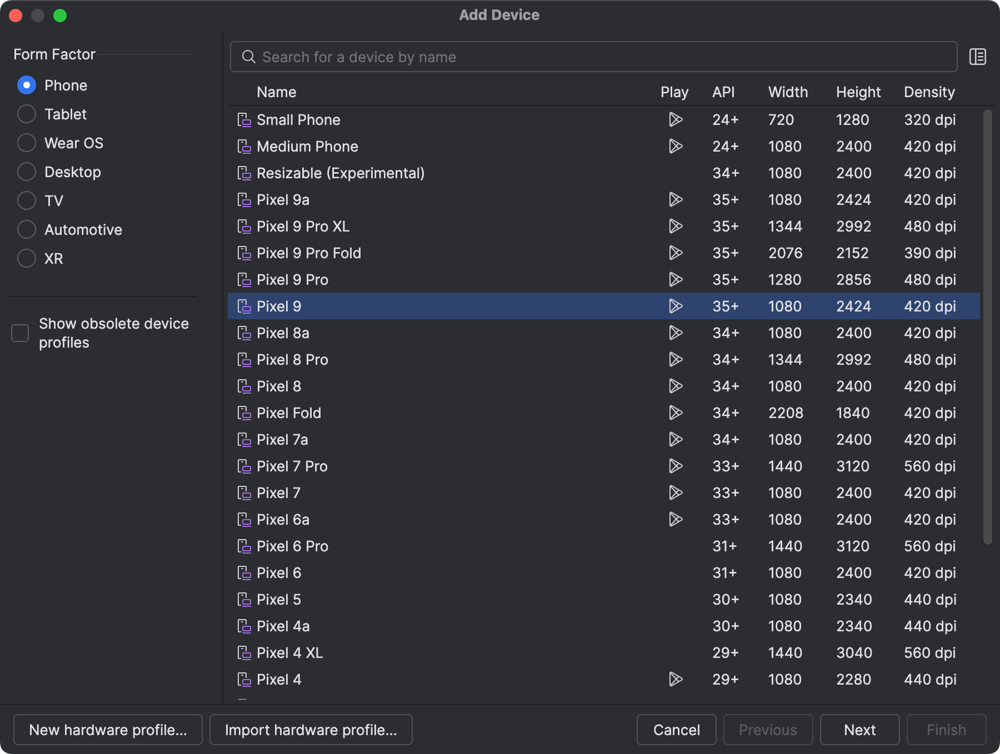 Add Device
Form Factor
Phone
Tablet
Wear OS
Desktop
TV
Automotive
XR
Show obsolete device
profiles
Search for a device by name
Name Play API Width Height Density
Small Phone 24+ 720 1280 320 dpi
Medium Phone 24+ 1080 2400 420 dpi
Resizable (Experimental) 34+ 1080 2400 420 dpi
Pixel 9a 35+ 1080 2424 420 dpi
Pixel 9 Pro XL 35+ 1344 2992 480 dpi
Pixel 9 Pro Fold 35+ 2076 2152 390 dpi
Pixel 9 Pro 35+ 1280 2856 480 dpi
Pixel 9 35+ 1080 2424 420 dpi
Pixel 8a 34+ 1080 2400 420 dpi
Pixel 8 Pro 34+ 1344 2992 480 dpi
Pixel 8 34+ 1080 2400 420 dpi
Pixel Fold 34+ 2208 1840 420 dpi
Pixel 7a 34+ 1080 2400 420 dpi
Pixel 7 Pro 33+ 1440 3120 560 dpi
Pixel 7 33+ 1080 2400 420 dpi
Pixel 6a 33+ 1080 2400 420 dpi
Pixel 6 Pro 31+ 1440 3120 560 dpi
Pixel 6 31+ 1080 2400 420 dpi
Pixel 5 30+ 1080 2340 440 dpi
Pixel 4a 30+ 1080 2340 440 dpi
Pixel 4 XL 29+ 1440 3040 560 dpi
Pixel 4 29+ 1080 2280 440 dpi
New hardware profile... Import hardware profile... Cancel Previous Next Finish